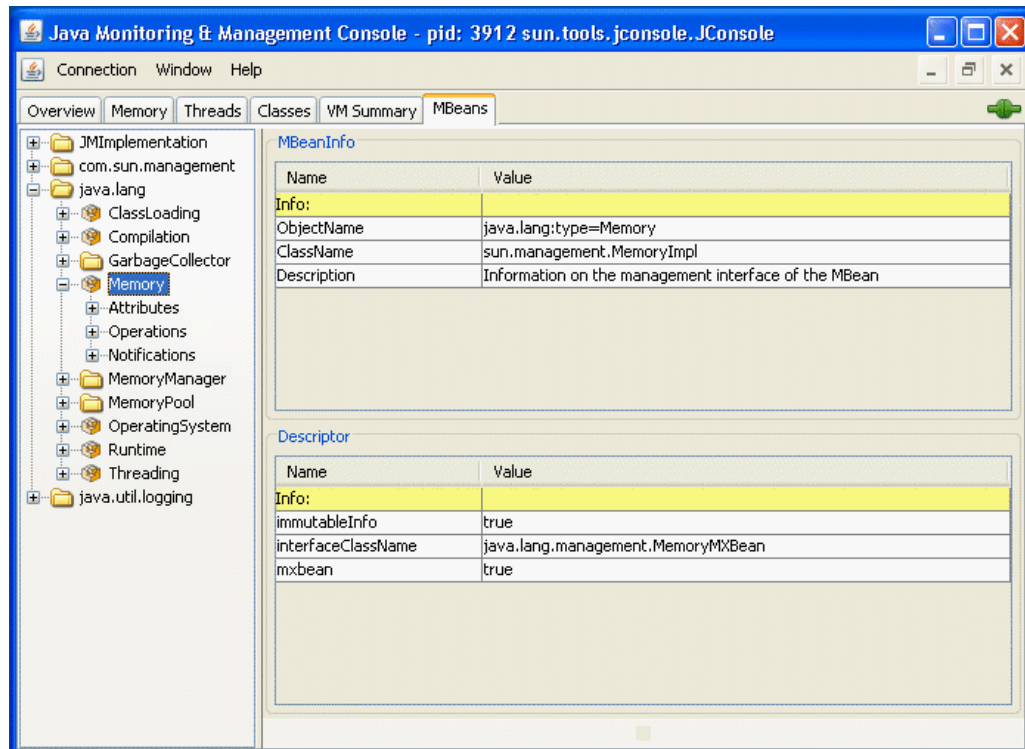 Java Monitoring & Management Console - pid: 3912 sun.tools.jconsole.JConsole
Connection Window Help
Overview Memory Threads Classes VM Summary MBeans
JMImplementation
com.sun.management
java.lang
ClassLoading
Compilation
GarbageCollector
Memory
Attributes
Operations
Notifications
MemoryManager
MemoryPool
OperatingSystem
Runtime
Threading
java.util.logging
MBeanInfo
Name Value
Info:
ObjectName java.lang:type=Memory
ClassName sun.management.MemoryImpl
Description Information on the management interface of the MBean
Descriptor
Name Value
Info:
immutableInfo true
interfaceClassName java.lang.management.MemoryMXBean
mxbean true